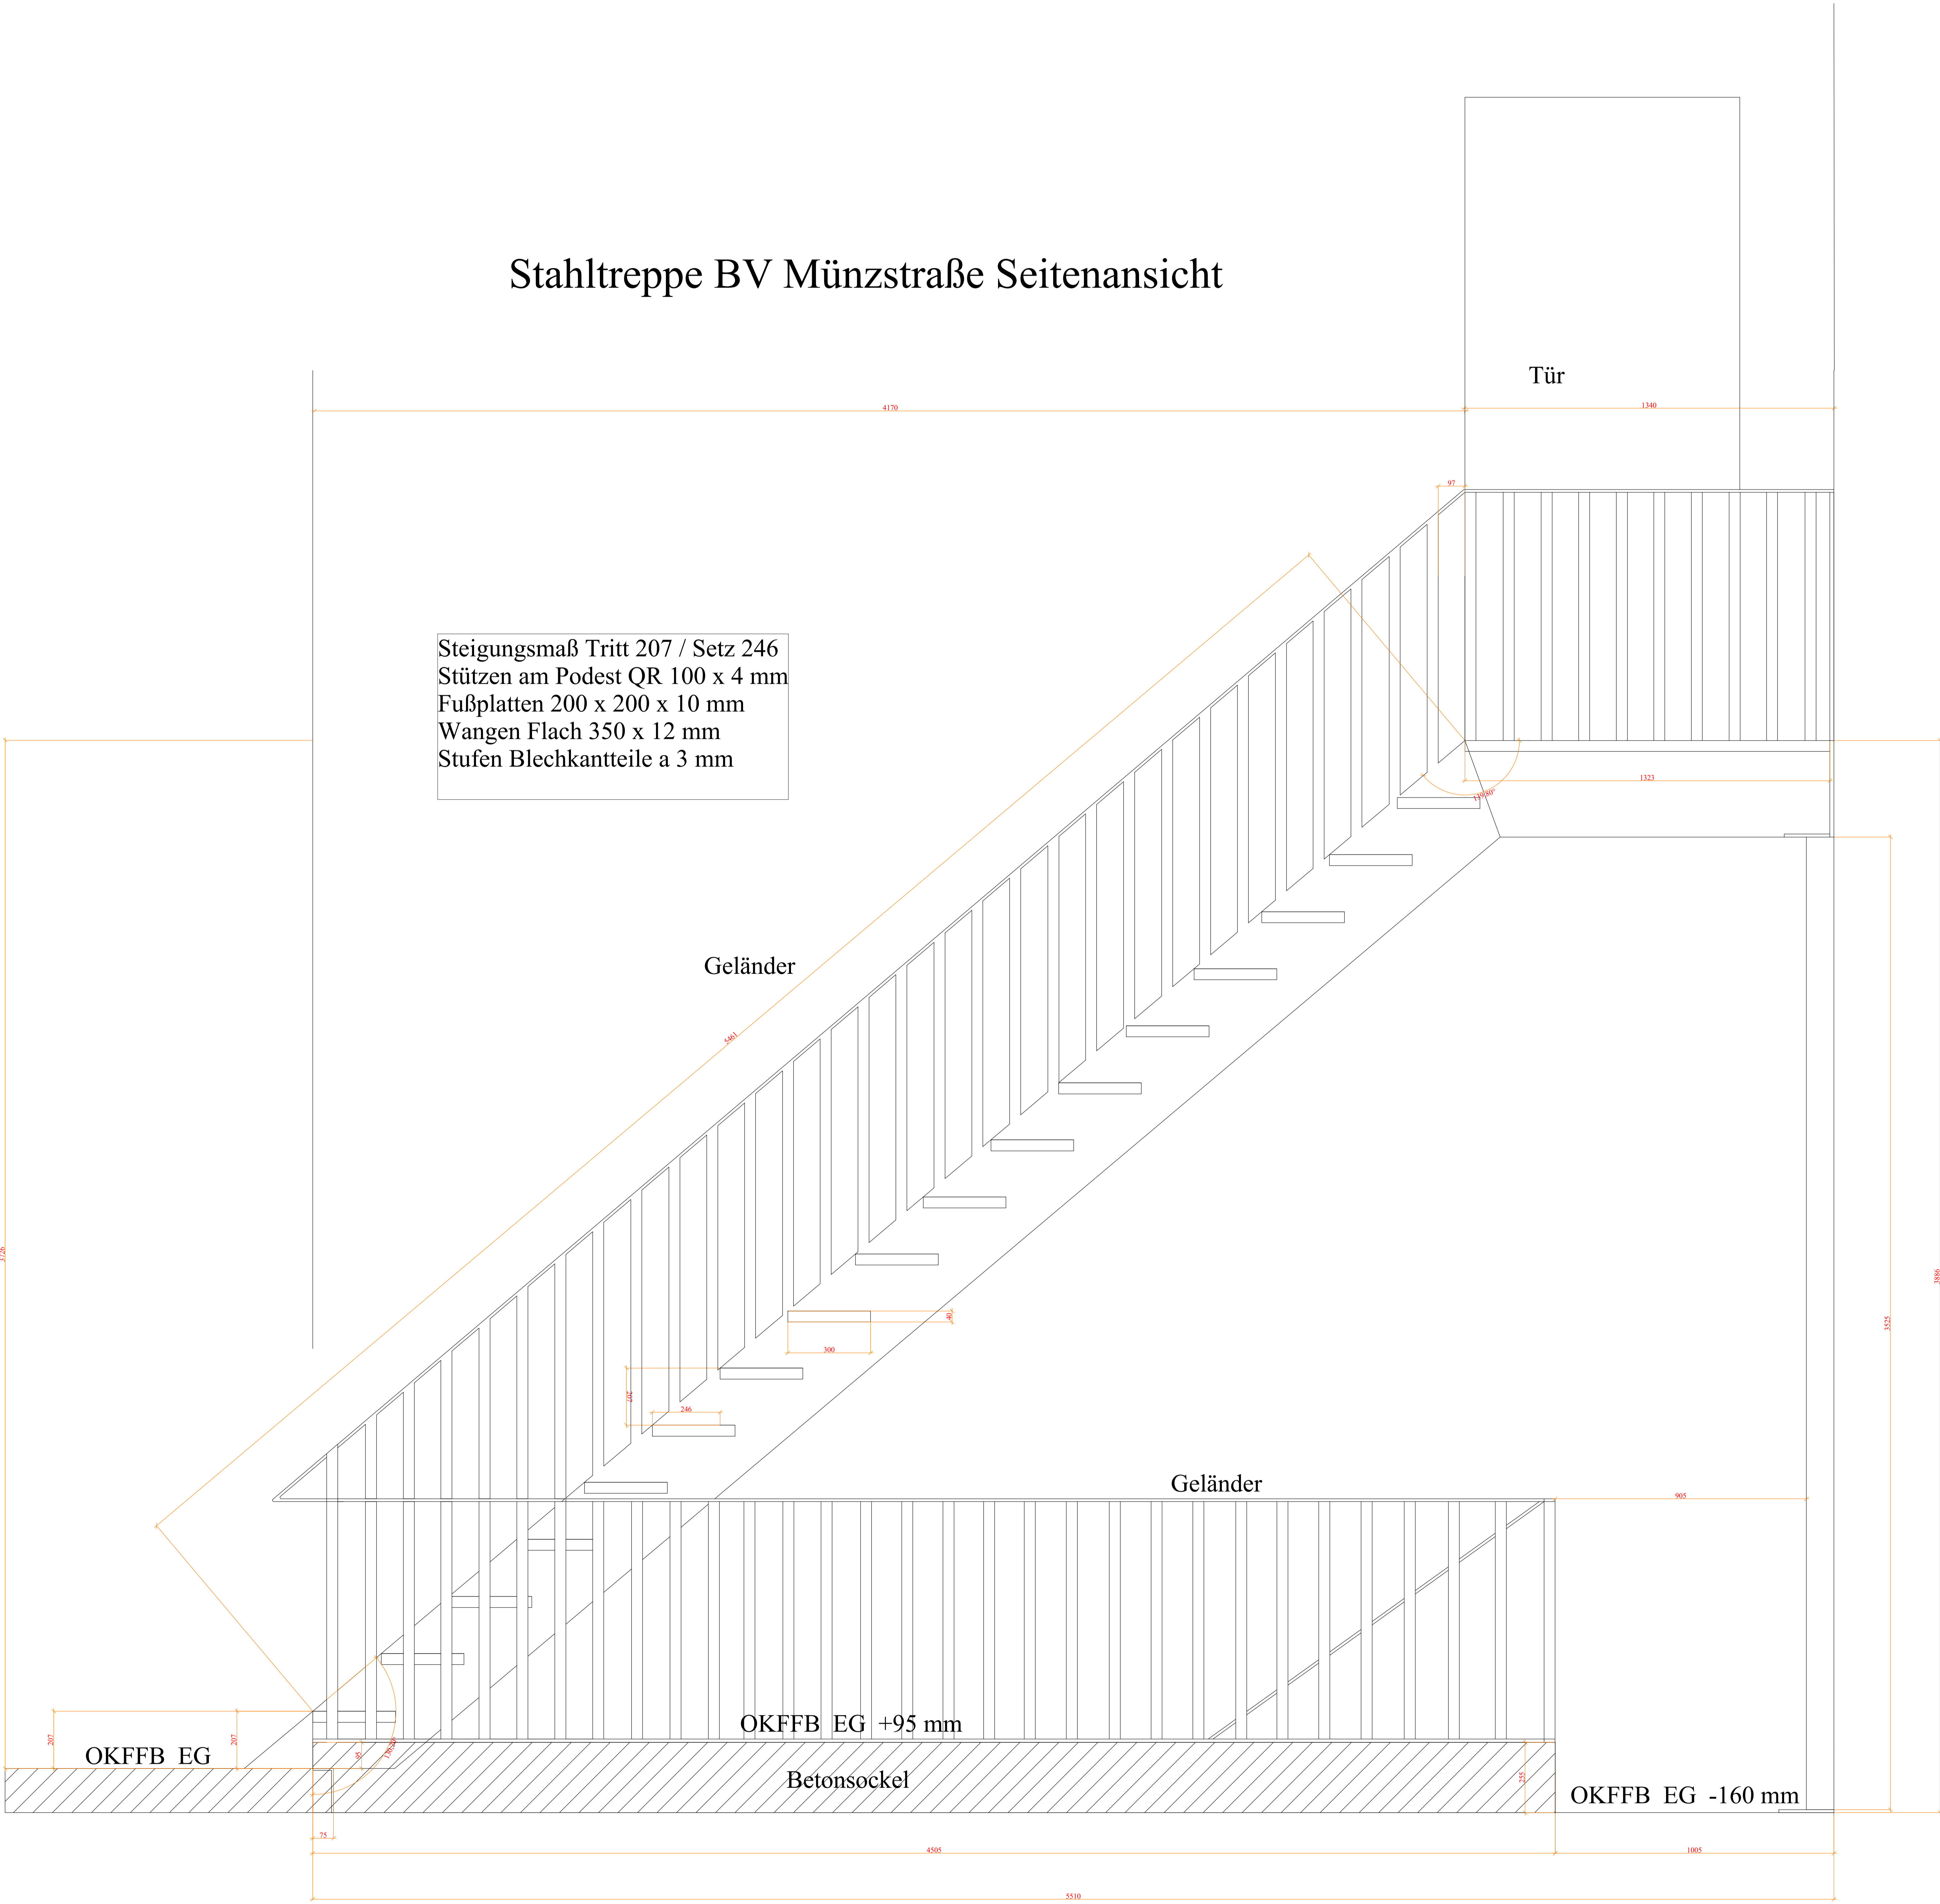 Stahltreppe BV Münzstraße Seitenansicht
Tür
4170
1340
97
Steigungsmaß Tritt 207 / Setz 246
Stützen am Podest QR 100 x 4 mm
Fußplatten 200 x 200 x 10 mm
Wangen Flach 350 x 12 mm
Stufen Blechkantteile a 3 mm
1323
Geländer
5461
3726
3886
3525
40
300
207
246
Geländer
905
207
207
OKFFB EG
95
OKFFB EG +95 mm
Betonsockel
255
OKFFB EG -160 mm
75
4505
1005
5510